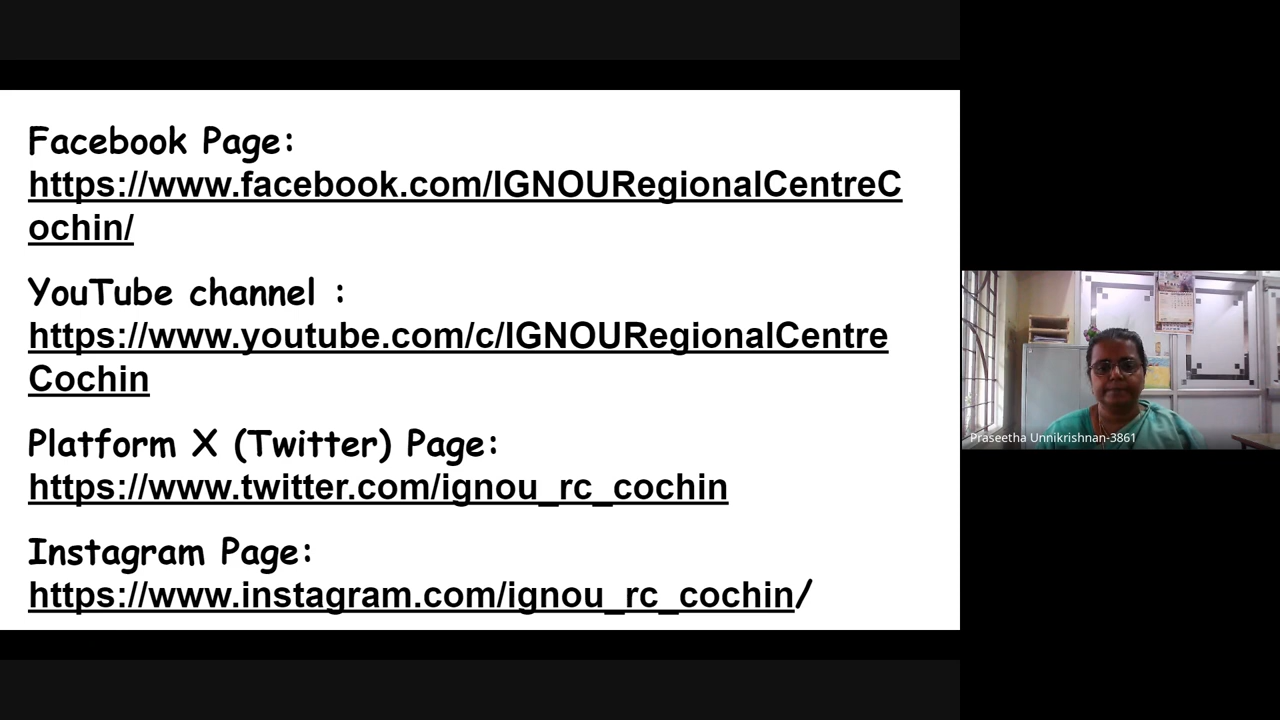 Facebook Page:
https://www.facebook.com/IGNOURegionalCentreC
ochin/
YouTube channel :
https://www.youtube.com/c/IGNOURegionalCentre
Cochin
Platform X (Twitter) Page:
https://www.twitter.com/ignou_rc_cochin
Instagram Page:
https://www.instagram.com/ignou_rc_cochin/
Praseetha Unnikrishnan-3861